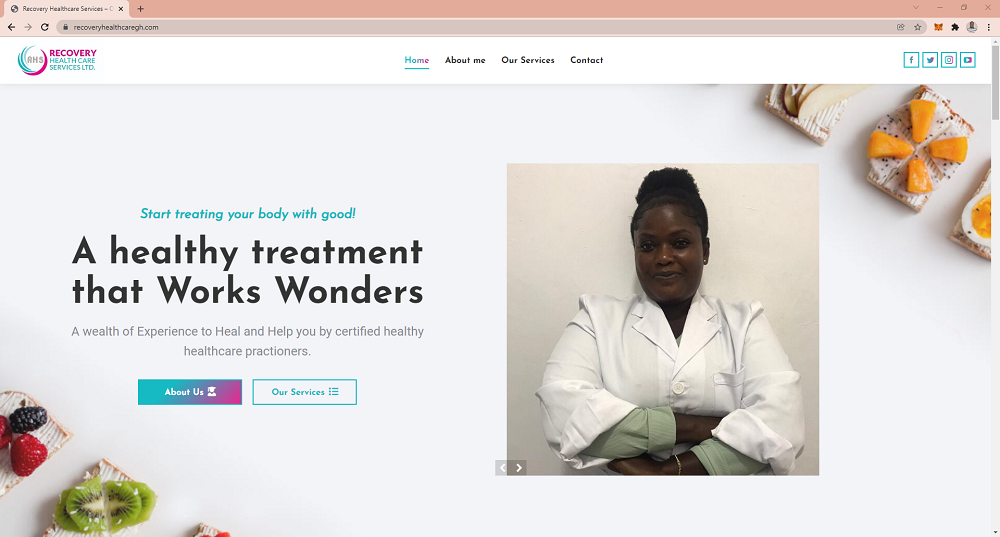 Recovery Healthcare Services – C
recoveryhealthcaregh.com
RHS
RECOVERY
HEALTH CARE
SERVICES LTD.
Home
About me
Our Services
Contact
Start treating your body with good!
A healthy treatment
that Works Wonders
A wealth of Experience to Heal and Help you by certified healthy
healthcare practioners.
About Us
Our Services